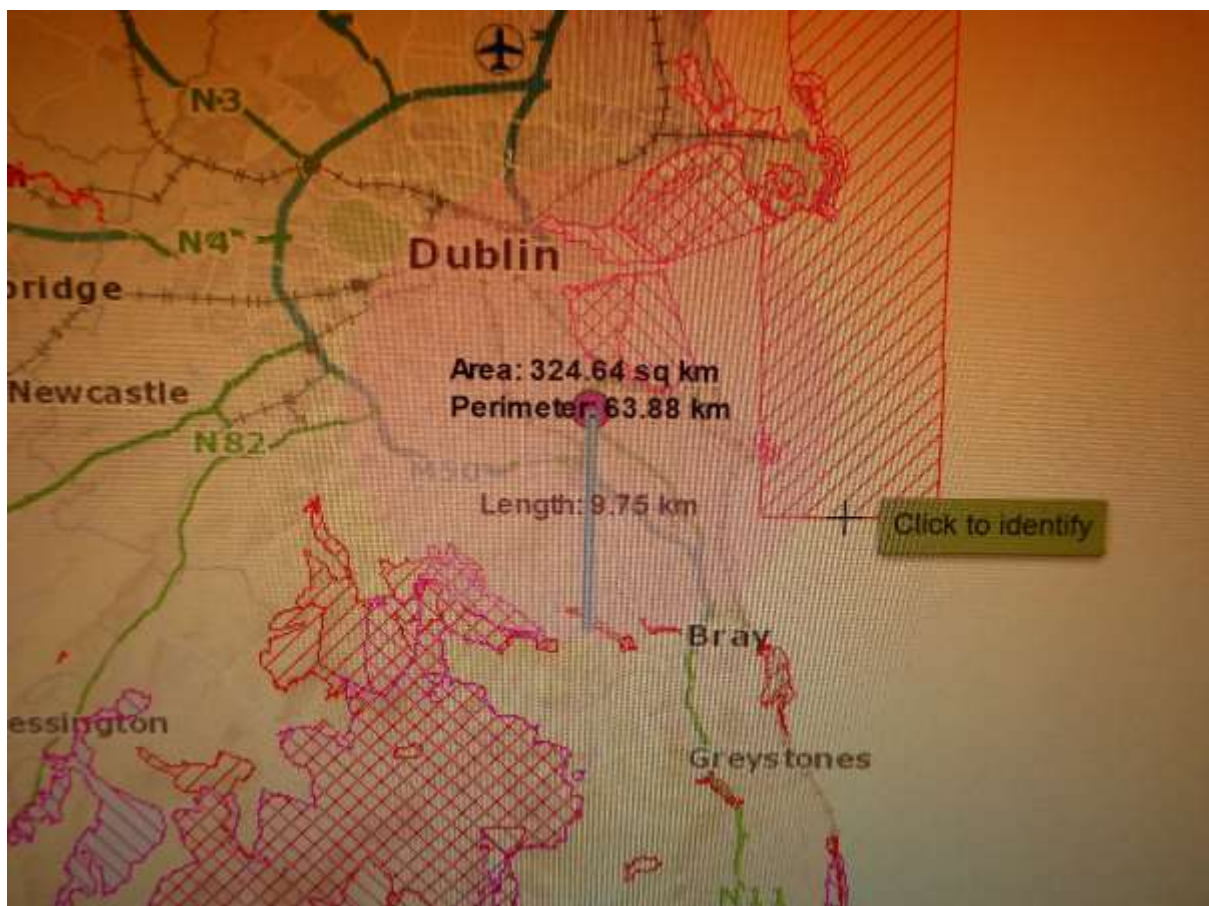 N3
N4
Dublin
bridge
Area: 324.64 sq km
Perimeter: 63.88 km
Newcastle
N82
M50
Length: 9.75 km
Click to identify
Bray
essington
Greystones
N11